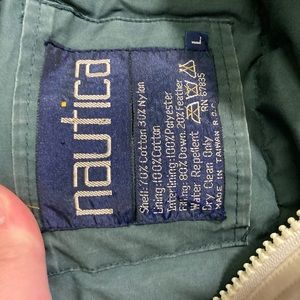 nautica
L
Shell: 70% Cotton 30% Nylon
Lining: 100% Cotton
Interlining: 100% Polyester
Filling: 80% Down 20% Feather
Water Repellent
Dry Clean Only
RN 67835
MADE IN TAIWAN R.O.C.